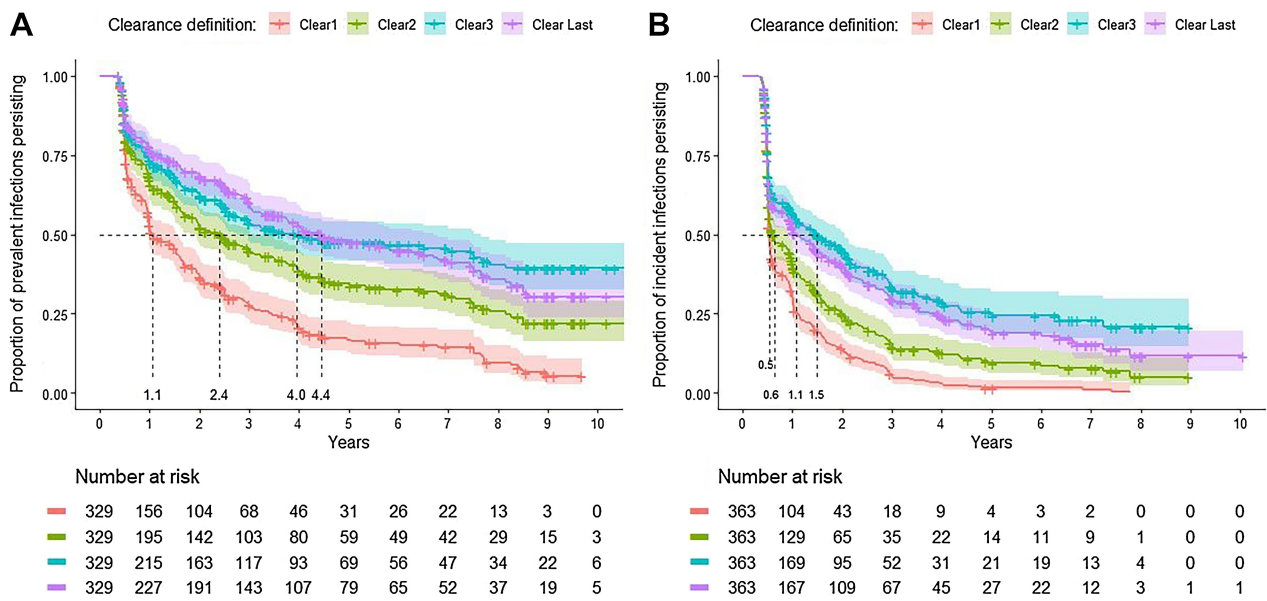 A
Clearance definition: Clear1 Clear2 Clear3 Clear Last
Proportion of prevalent infections persisting
1.00
0.75
0.50
0.25
0.00
1.1 2.4 4.0 4.4
0 1 2 3 4 5 6 7 8 9 10
Years
Number at risk
329 156 104 68 46 31 26 22 13 3 0
329 195 142 103 80 59 49 42 29 15 3
329 215 163 117 93 69 56 47 34 22 6
329 227 191 143 107 79 65 52 37 19 5
B
Clearance definition: Clear1 Clear2 Clear3 Clear Last
Proportion of incident infections persisting
1.00
0.75
0.50
0.25
0.00
0.5
0.6 1.1 1.5
0 1 2 3 4 5 6 7 8 9 10
Years
Number at risk
363 104 43 18 9 4 3 2 0 0 0
363 129 65 35 22 14 11 9 1 0 0
363 169 95 52 31 21 19 13 4 0 0
363 167 109 67 45 27 22 12 3 1 1